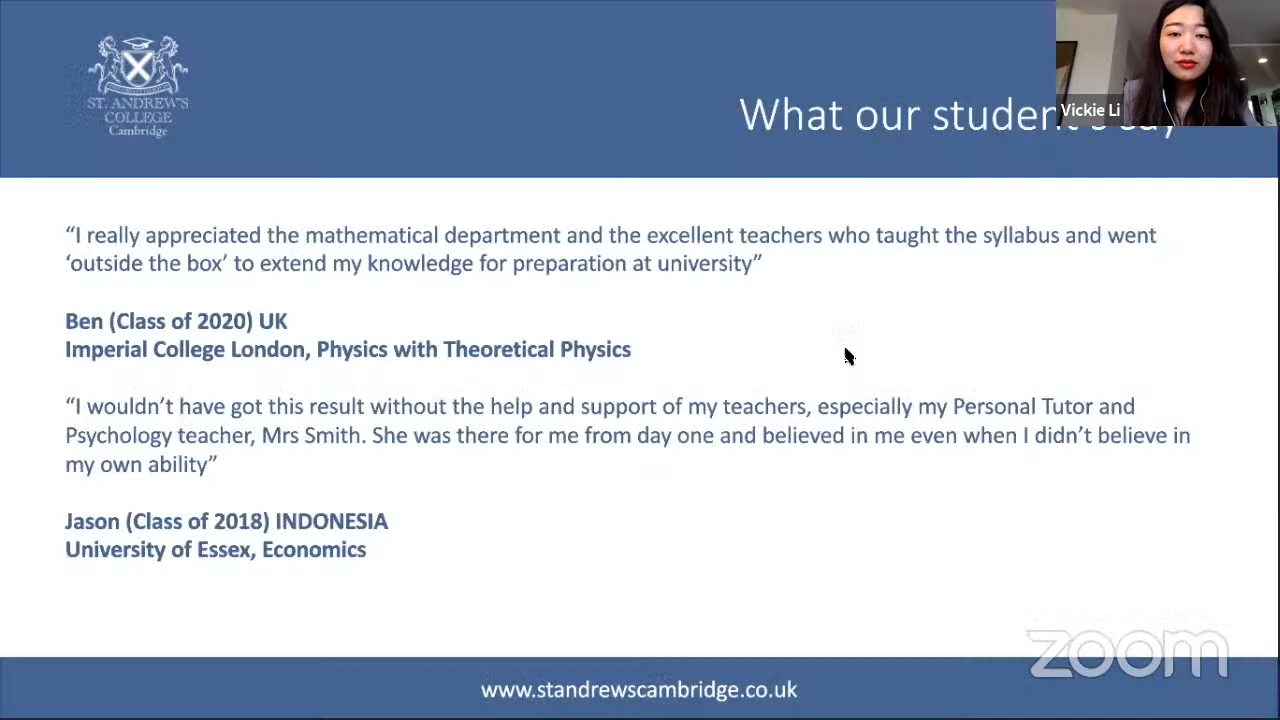 ST. ANDREW'S
COLLEGE
Cambridge
What our student's say
Vickie Li
“I really appreciated the mathematical department and the excellent teachers who taught the syllabus and went
‘outside the box’ to extend my knowledge for preparation at university”
Ben (Class of 2020) UK
Imperial College London, Physics with Theoretical Physics
“I wouldn’t have got this result without the help and support of my teachers, especially my Personal Tutor and
Psychology teacher, Mrs Smith. She was there for me from day one and believed in me even when I didn’t believe in
my own ability”
Jason (Class of 2018) INDONESIA
University of Essex, Economics
zoom
www.standrewscambridge.co.uk